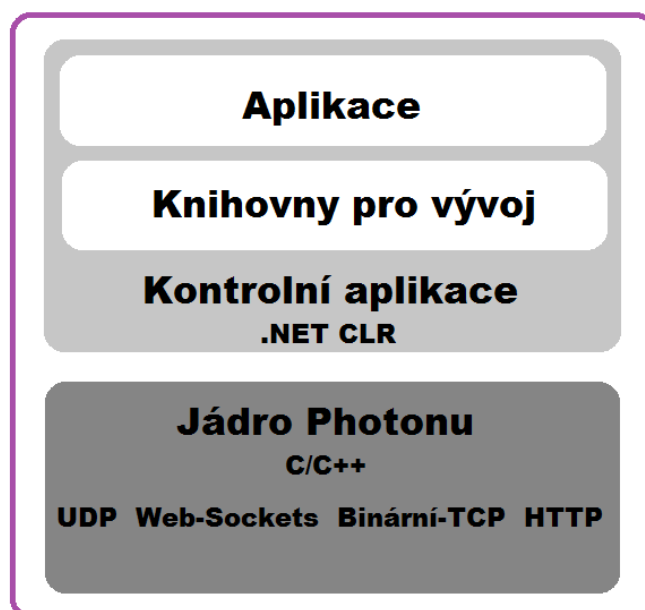 Aplikace
Knihovny pro vývoj
Kontrolní aplikace
.NET CLR
Jádro Photonu
C/C++
UDP Web-Sockets Binární-TCP HTTP